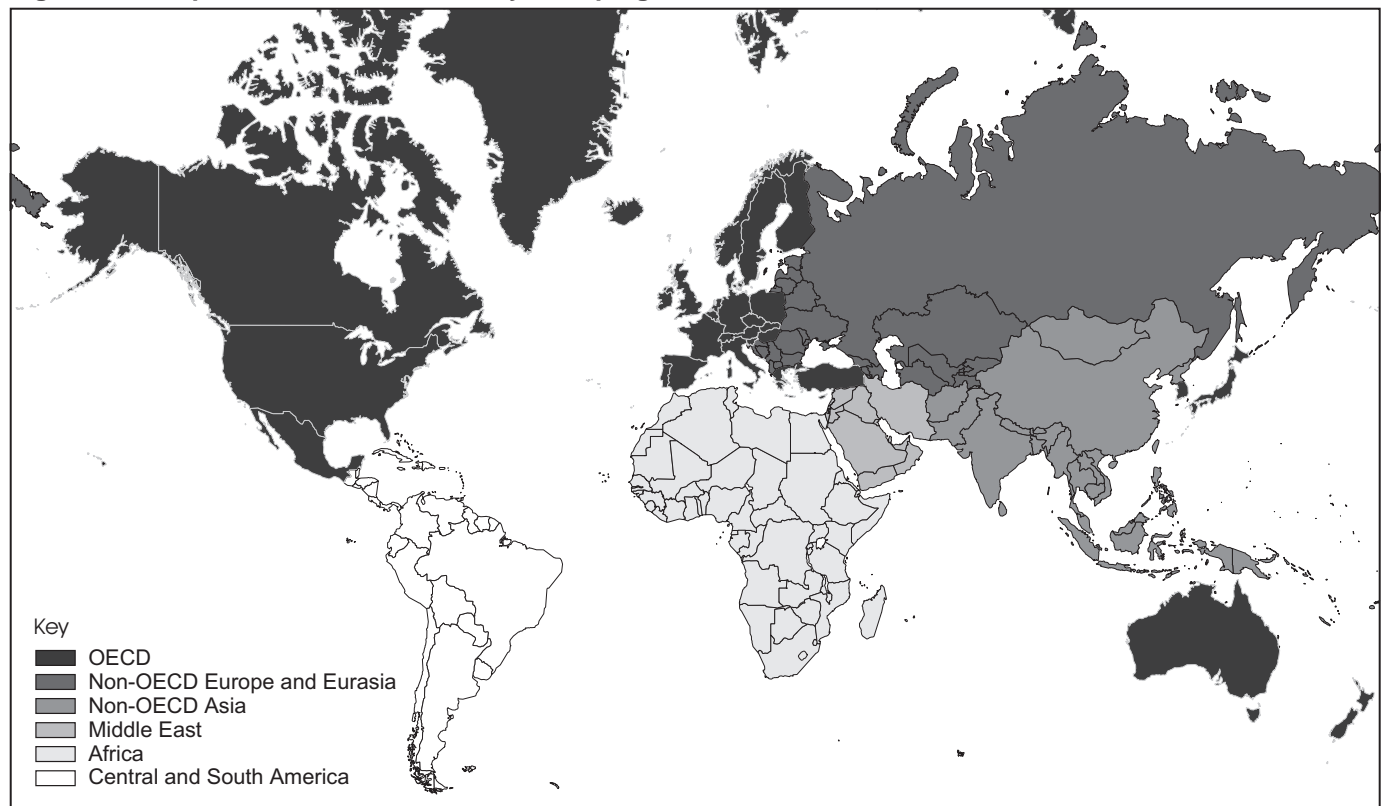 Key
OECD
Non-OECD Europe and Eurasia
Non-OECD Asia
Middle East
Africa
Central and South America